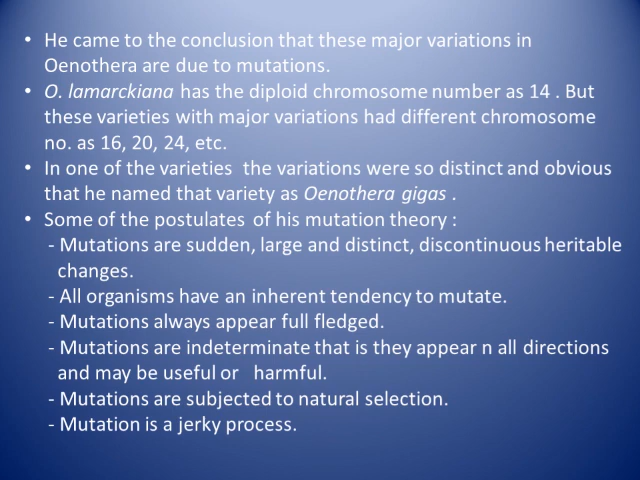 • He came to the conclusion that these major variations in
Oenothera are due to mutations.
• O. lamarckiana has the diploid chromosome number as 14 . But
these varieties with major variations had different chromosome
no. as 16, 20, 24, etc.
• In one of the varieties the variations were so distinct and obvious
that he named that variety as Oenothera gigas .
• Some of the postulates of his mutation theory :
- Mutations are sudden, large and distinct, discontinuous heritable
changes.
- All organisms have an inherent tendency to mutate.
- Mutations always appear full fledged.
- Mutations are indeterminate that is they appear n all directions
and may be useful or harmful.
- Mutations are subjected to natural selection.
- Mutation is a jerky process.